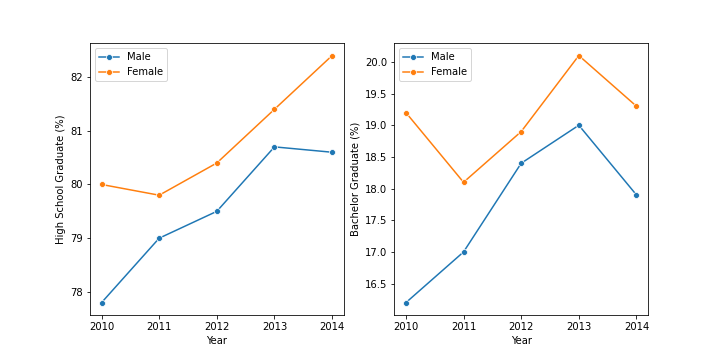 Male
Female
High School Graduate (%)
82
81
80
79
78
2010 2011 2012 2013 2014
Year
Male
Female
Bachelor Graduate (%)
20.0
19.5
19.0
18.5
18.0
17.5
17.0
16.5
2010 2011 2012 2013 2014
Year